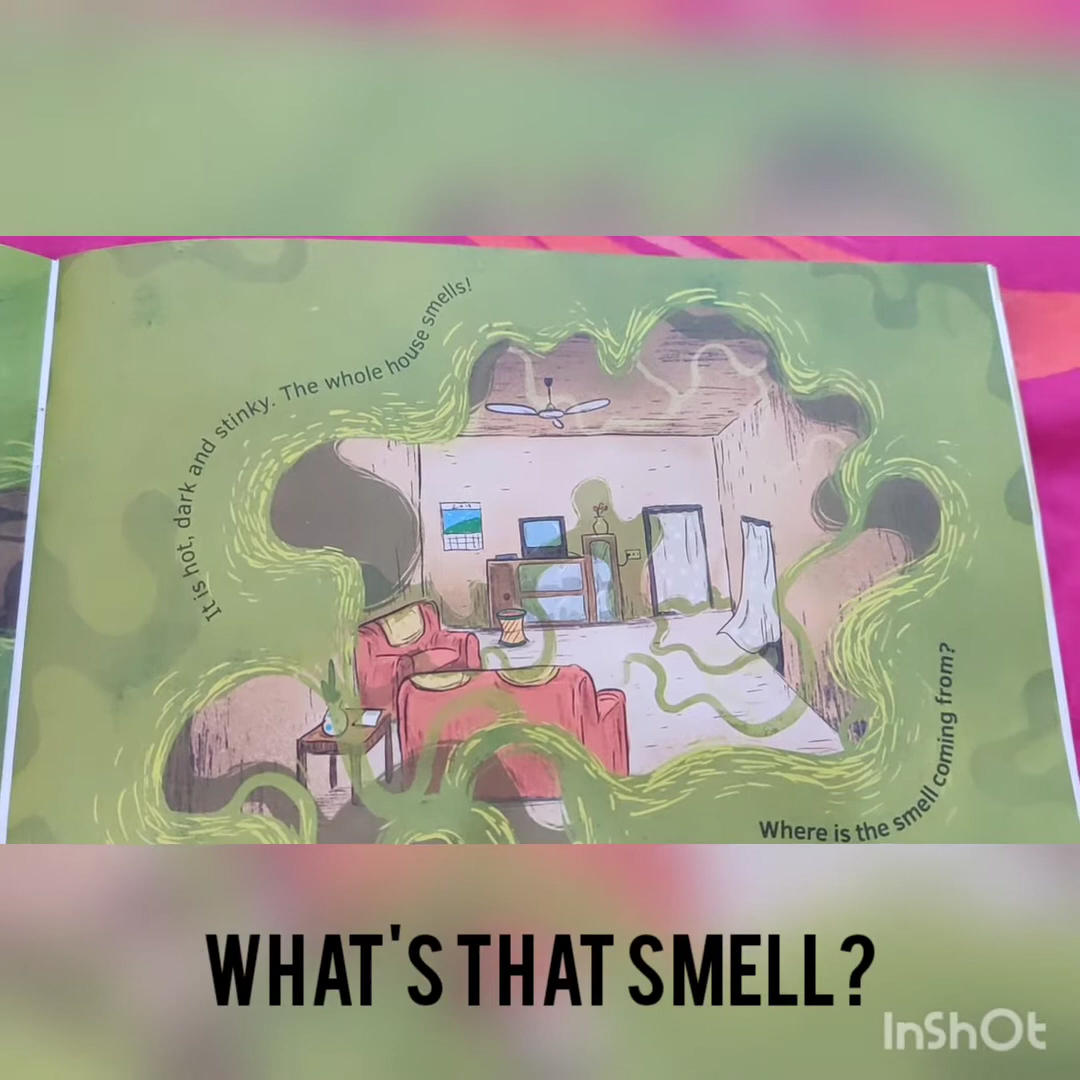 It is hot, dark and stinky. The whole house smells!
Where is the smell coming from?
WHAT'S THAT SMELL?
InShOt